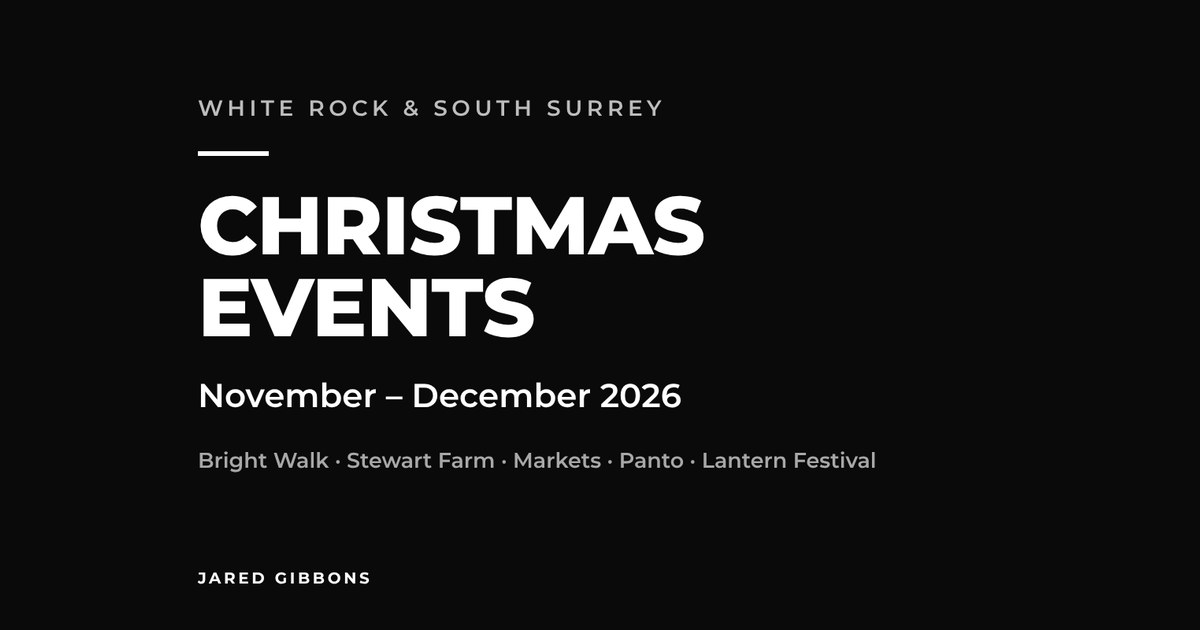 WHITE ROCK & SOUTH SURREY
CHRISTMAS
EVENTS
November – December 2026
Bright Walk · Stewart Farm · Markets · Panto · Lantern Festival
JARED GIBBONS